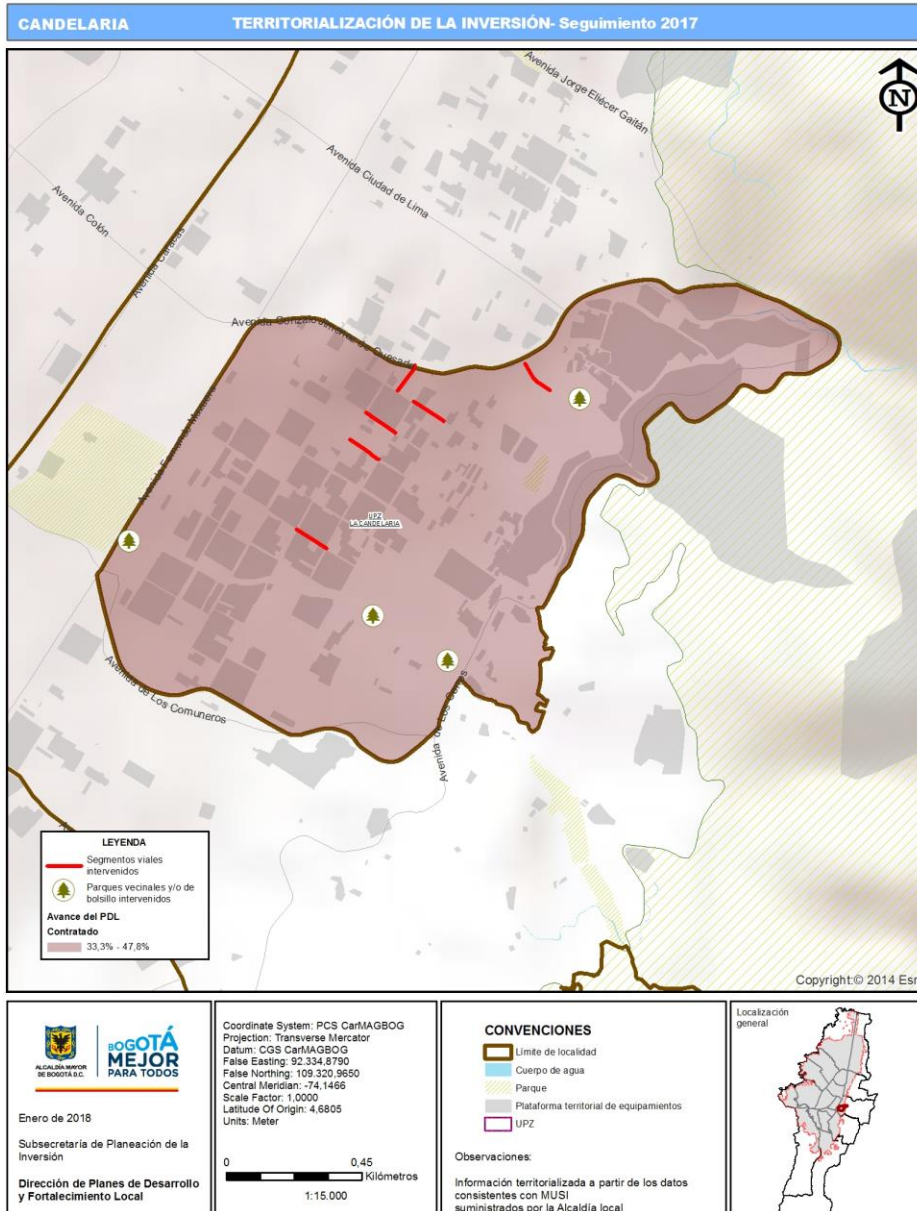 CANDELARIA
TERRITORIALIZACIÓN DE LA INVERSIÓN- Seguimiento 2017
N
Avenida Jorge Eliécer Gaitán
Avenida Ciudad de Lima
Avenida Colón
Avenida Caracas
Avenida Gonzalo Jiménez de Quesada
Avenida Fernando Mazuera
UPZ
LA CANDELARIA
Avenida de Los Comuneros
Avenida de Los Cerros
LEYENDA
Segmentos viales
intervenidos
Parques vecinales y/o de
bolsillo intervenidos
Avance del PDL
Contratado
33,3% - 47,8%
Copyright:© 2014 Esr
ALCALDÍA MAYOR
DE BOGOTÁ D.C.
BOGOTÁ
MEJOR
PARA TODOS
Enero de 2018
Subsecretaría de Planeación de la
Inversión
Dirección de Planes de Desarrollo
y Fortalecimiento Local
Coordinate System: PCS CarMAGBOG
Projection: Transverse Mercator
Datum: CGS CarMAGBOG
False Easting: 92.334,8790
False Northing: 109.320,9650
Central Meridian: -74,1466
Scale Factor: 1,0000
Latitude Of Origin: 4,6805
Units: Meter
0 0,45
Kilómetros
1:15.000
CONVENCIONES
Límite de localidad
Cuerpo de agua
Parque
Plataforma territorial de equipamientos
UPZ
Observaciones:
Información territorializada a partir de los datos
consistentes con MUSI
suministrados por la Alcaldía local
Localización
general